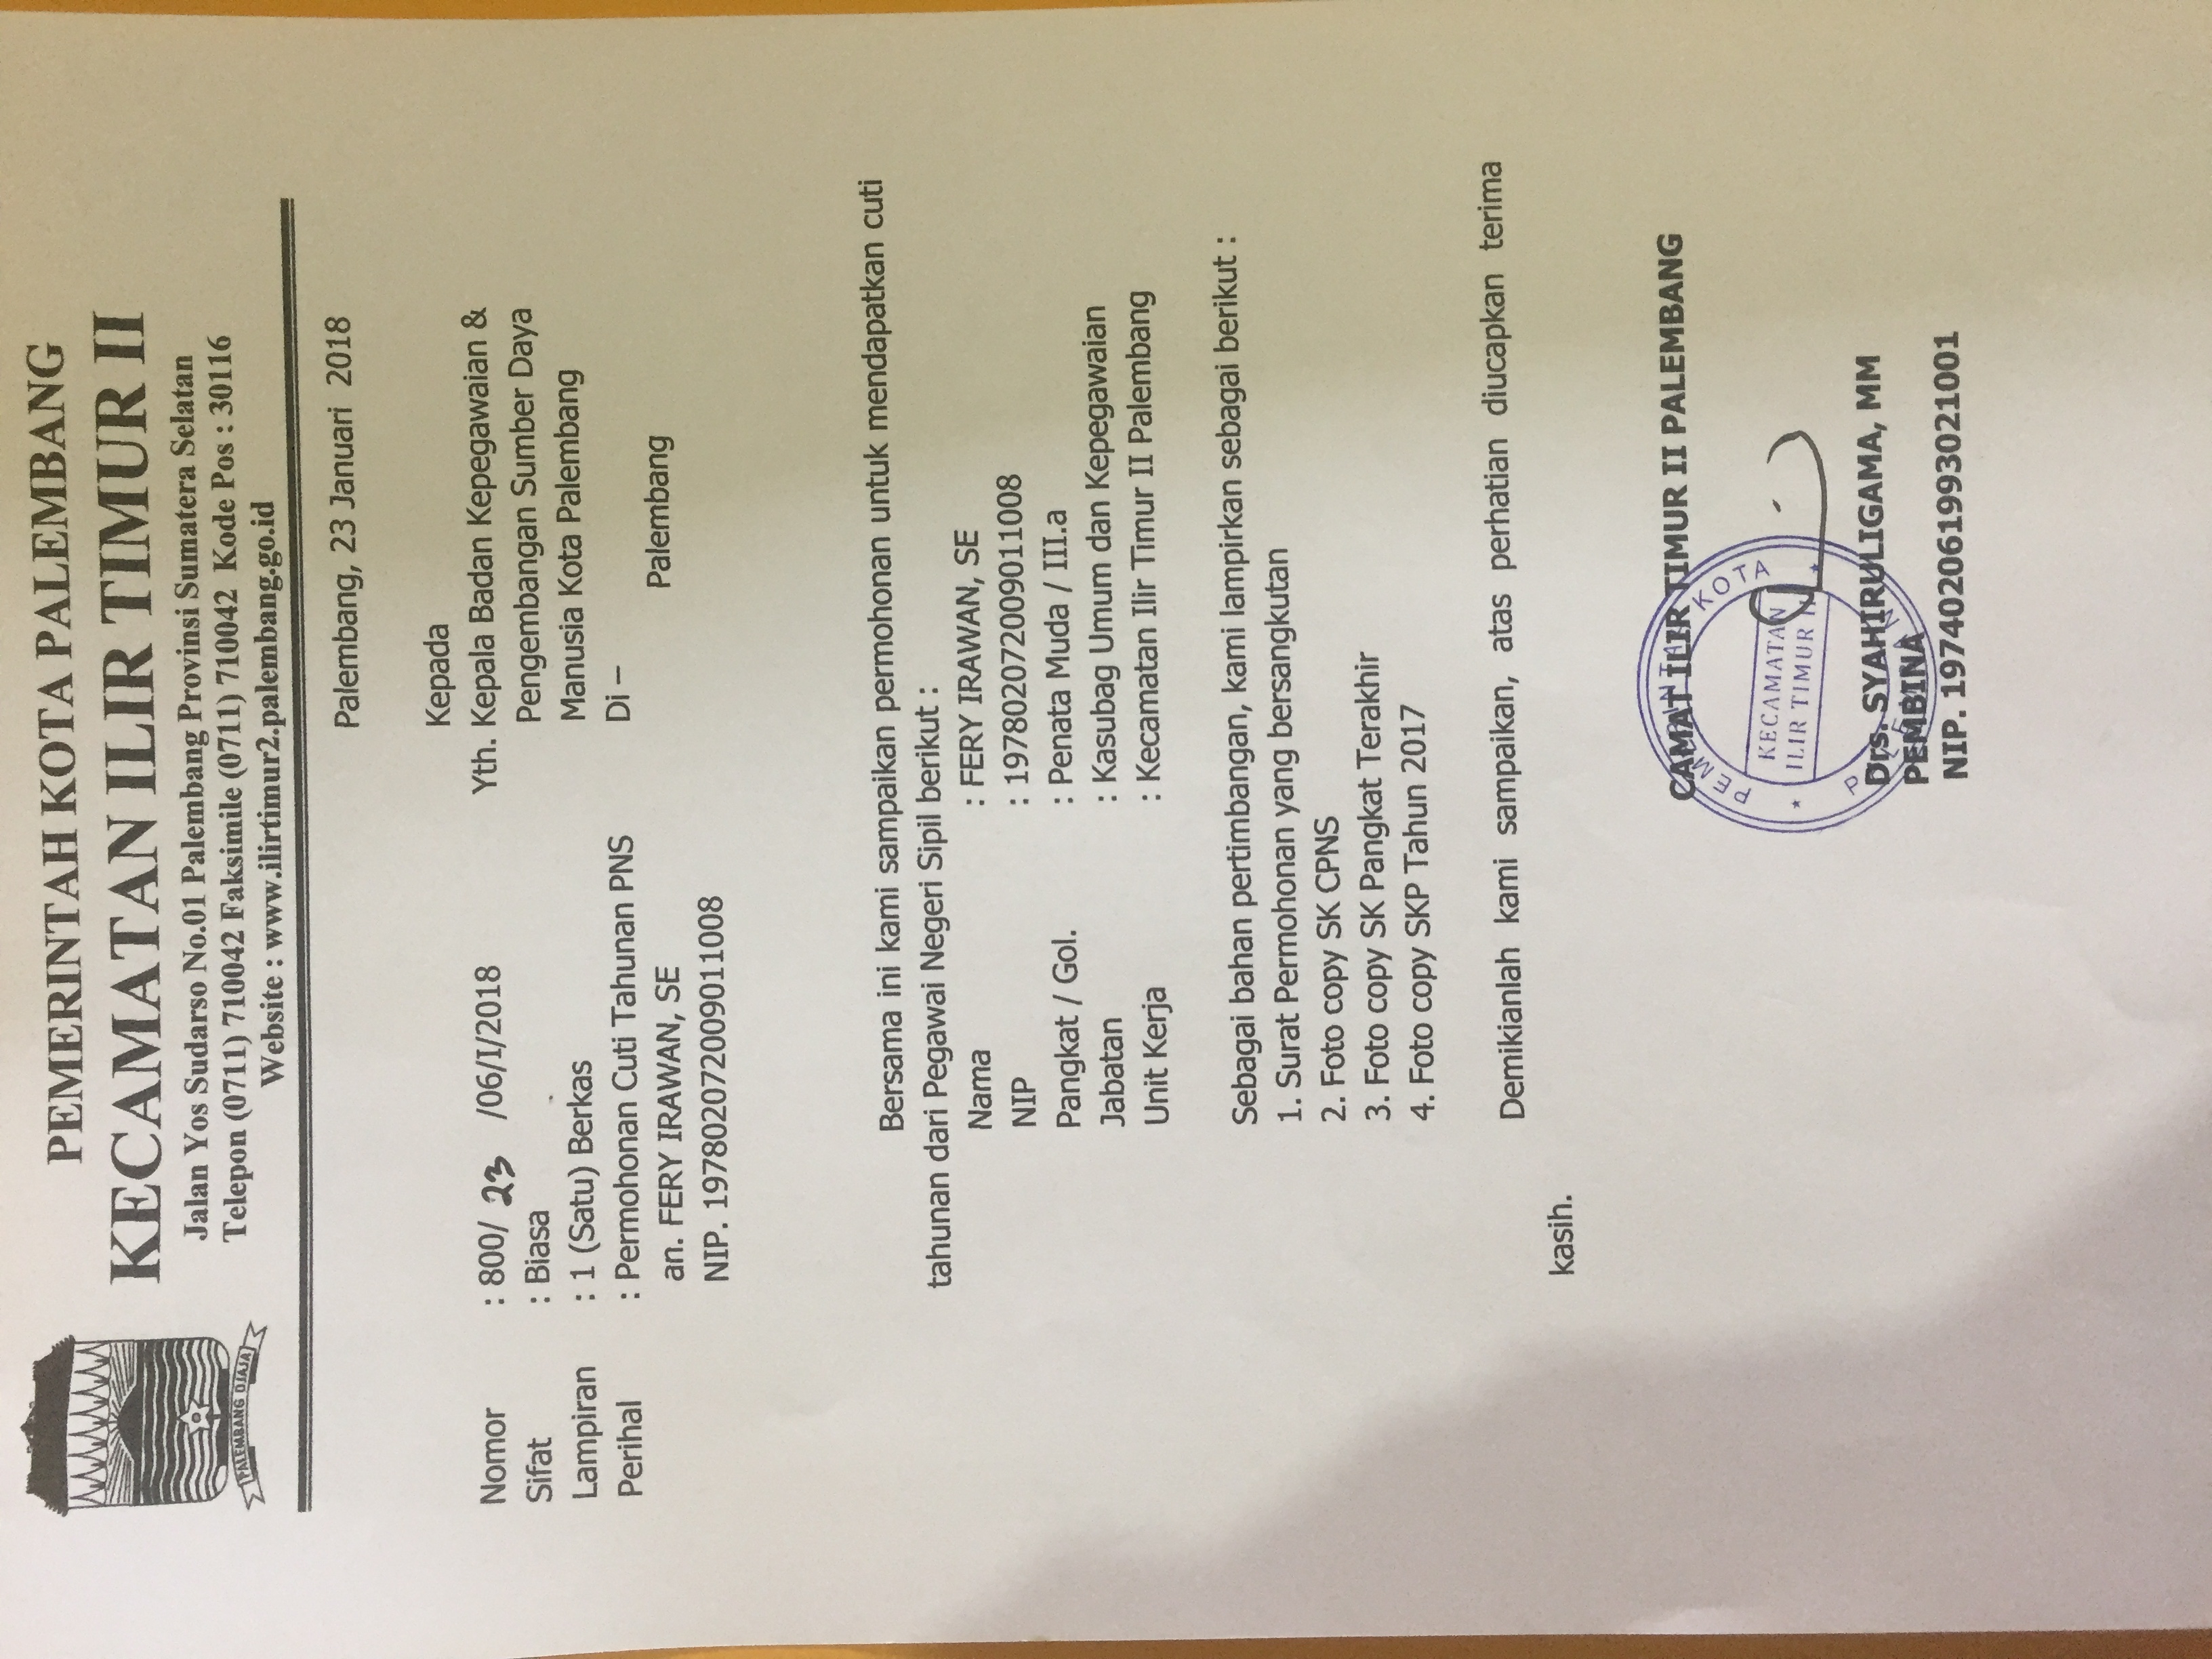 PEMERINTAH KOTA PALEMBANG
KECAMATAN ILIR TIMUR II
Jalan Yos Sudarso No.01 Palembang Provinsi Sumatera Selatan
Telepon (0711) 710042 Faksimile (0711) 710042 Kode Pos : 30116
Website : www.ilirtimur2.palembang.go.id
PALEMBANG DJAJA
Palembang, 23 Januari 2018
Kepada
Nomor : 800/ 23 /06/I/2018 Yth. Kepala Badan Kepegawaian &
Sifat : Biasa Pengembangan Sumber Daya
Lampiran : 1 (Satu) Berkas Manusia Kota Palembang
Perihal : Permohonan Cuti Tahunan PNS Di –
an. FERY IRAWAN, SE Palembang
NIP. 197802072009011008
Bersama ini kami sampaikan permohonan untuk mendapatkan cuti
tahunan dari Pegawai Negeri Sipil berikut :
Nama : FERY IRAWAN, SE
NIP : 197802072009011008
Pangkat / Gol. : Penata Muda / III.a
Jabatan : Kasubag Umum dan Kepegawaian
Unit Kerja : Kecamatan Ilir Timur II Palembang
Sebagai bahan pertimbangan, kami lampirkan sebagai berikut :
1. Surat Permohonan yang bersangkutan
2. Foto copy SK CPNS
3. Foto copy SK Pangkat Terakhir
4. Foto copy SKP Tahun 2017
Demikianlah kami sampaikan, atas perhatian diucapkan terima
kasih.
CAMAT ILIR TIMUR II PALEMBANG
KOTA
KECAMATAN
ILIR TIMUR II
Drs. SYAHIRULIGAMA, MM
PEMBINA
NIP. 197402061993021001